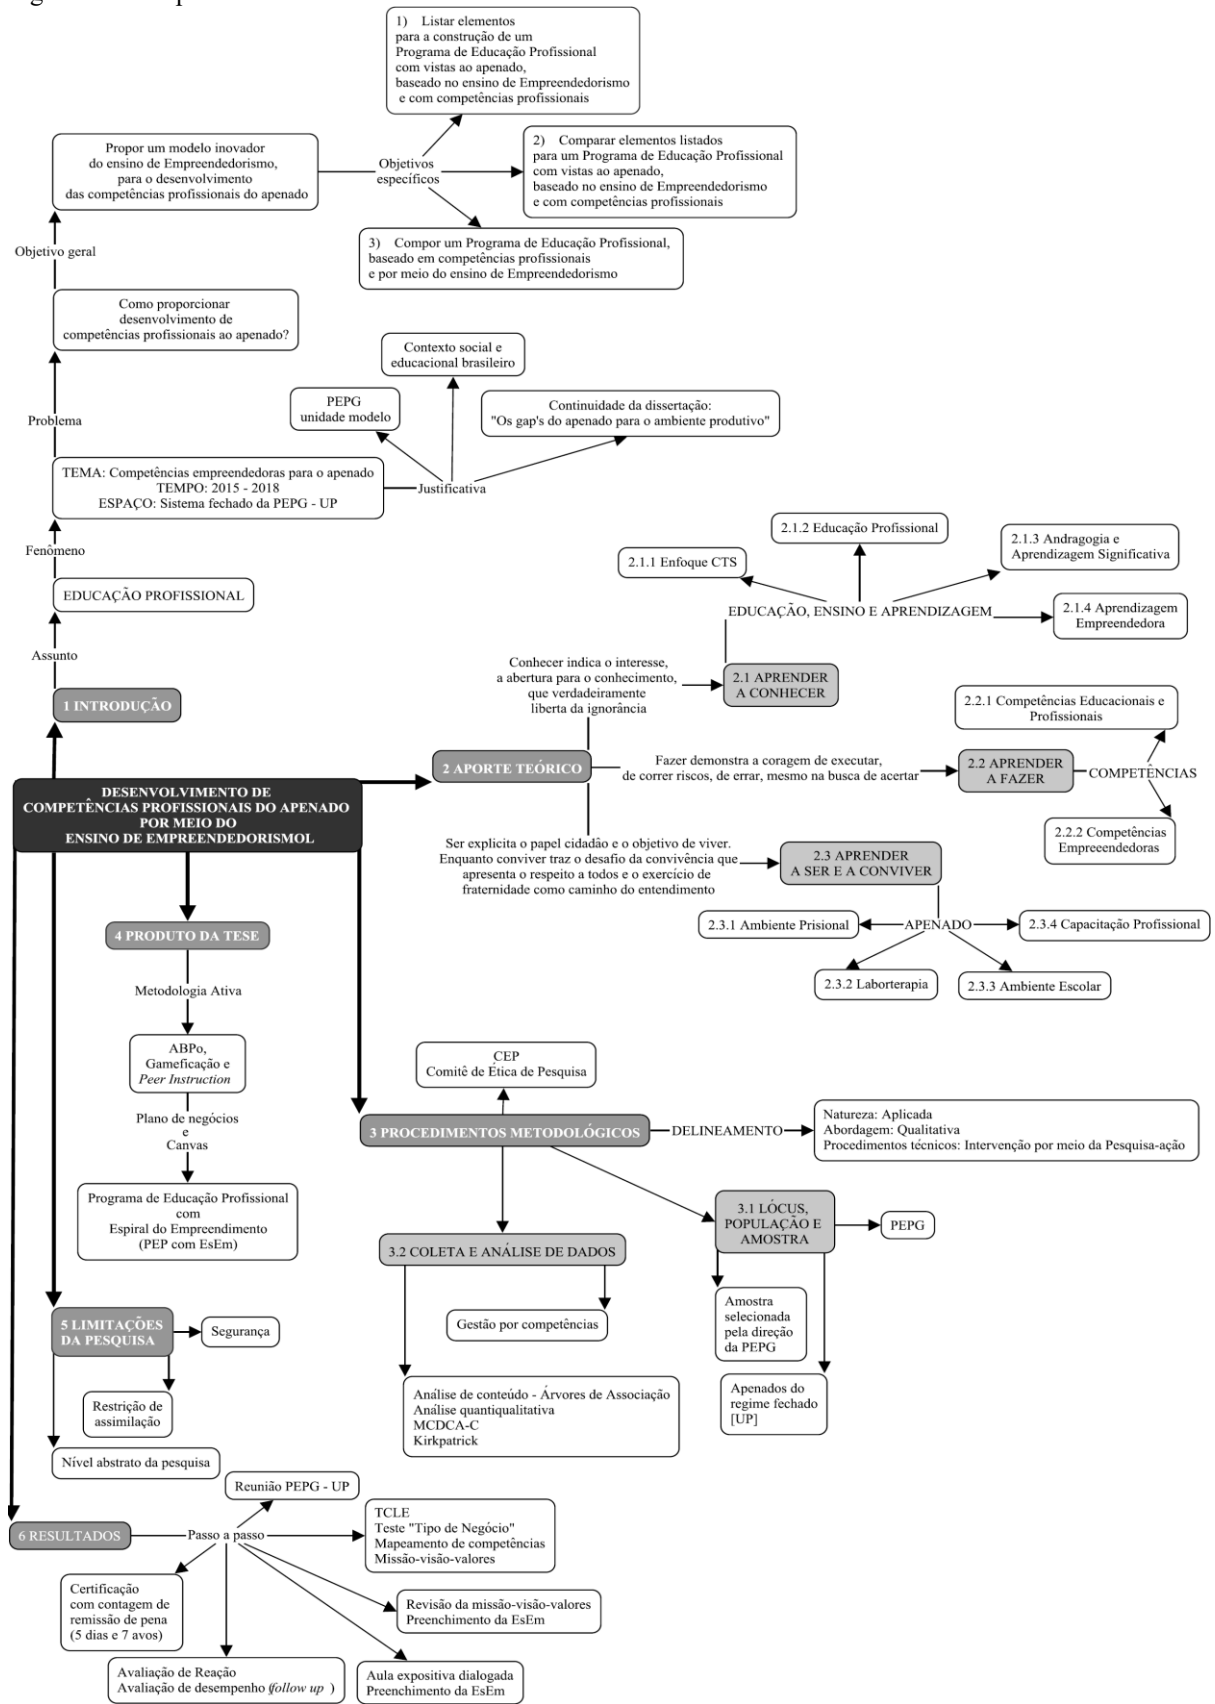 1) Listar elementos
para a construção de um
Programa de Educação Profissional
com vistas ao apenado,
baseado no ensino de Empreendedorismo
e com competências profissionais
Propor um modelo inovador
do ensino de Empreendedorismo,
para o desenvolvimento
das competências profissionais do apenado
Objetivos
específicos
2) Comparar elementos listados
para um Programa de Educação Profissional
com vistas ao apenado,
baseado no ensino de Empreendedorismo
e com competências profissionais
3) Compor um Programa de Educação Profissional,
baseado em competências profissionais
e por meio do ensino de Empreendedorismo
Objetivo geral
Como proporcionar
desenvolvimento de
competências profissionais ao apenado?
Contexto social e
educacional brasileiro
PEPG
unidade modelo
Continuidade da dissertação:
"Os gap's do apenado para o ambiente produtivo"
Problema
TEMA: Competências empreendedoras para o apenado
TEMPO: 2015 - 2018
ESPAÇO: Sistema fechado da PEPG - UP
Justificativa
Fenômeno
EDUCAÇÃO PROFISSIONAL
Assunto
1 INTRODUÇÃO
2.1.2 Educação Profissional
2.1.1 Enfoque CTS
2.1.3 Andragogia e
Aprendizagem Significativa
EDUCAÇÃO, ENSINO E APRENDIZAGEM
2.1.4 Aprendizagem
Empreendedora
Conhecer indica o interesse,
a abertura para o conhecimento,
que verdadeiramente
liberta da ignorância
2.1 APRENDER
A CONHECER
2.2.1 Competências Educacionais e
Profissionais
2 APORTE TEÓRICO
Fazer demonstra a coragem de executar,
de correr riscos, de errar, mesmo na busca de acertar
2.2 APRENDER
A FAZER
COMPETÊNCIAS
2.2.2 Competências
Empreeendedoras
DESENVOLVIMENTO DE
COMPETÊNCIAS PROFISSIONAIS DO APENADO
POR MEIO DO
ENSINO DE EMPREENDEDORISMOL
Ser explicita o papel cidadão e o objetivo de viver.
Enquanto conviver traz o desafio da convivência que
apresenta o respeito a todos e o exercício de
fraternidade como caminho do entendimento
2.3 APRENDER
A SER E A CONVIVER
2.3.1 Ambiente Prisional
APENADO
2.3.4 Capacitação Profissional
2.3.2 Laborterapia
2.3.3 Ambiente Escolar
4 PRODUTO DA TESE
Metodologia Ativa
ABPo,
Gameficação e
Peer Instruction
Plano de negócios
e
Canvas
Programa de Educação Profissional
com
Espiral do Empreendimento
(PEP com EsEm)
CEP
Comitê de Ética de Pesquisa
3 PROCEDIMENTOS METODOLÓGICOS
DELINEAMENTO
Natureza: Aplicada
Abordagem: Qualitativa
Procedimentos técnicos: Intervenção por meio da Pesquisa-ação
3.1 LÓCUS,
POPULAÇÃO E
AMOSTRA
PEPG
3.2 COLETA E ANÁLISE DE DADOS
Gestão por competências
Amostra
selecionada
pela direção
da PEPG
Análise de conteúdo - Árvores de Associação
Análise quantiqualitativa
MCDCA-C
Kirkpatrick
Apenados do
regime fechado
[UP]
5 LIMITAÇÕES
DA PESQUISA
Segurança
Restrição de
assimilação
Nível abstrato da pesquisa
6 RESULTADOS
Passo a passo
Reunião PEPG - UP
TCLE
Teste "Tipo de Negócio"
Mapeamento de competências
Missão-visão-valores
Certificação
com contagem de
remissão de pena
(5 dias e 7 avos)
Revisão da missão-visão-valores
Preenchimento da EsEm
Avaliação de Reação
Avaliação de desempenho (follow up )
Aula expositiva dialogada
Preenchimento da EsEm